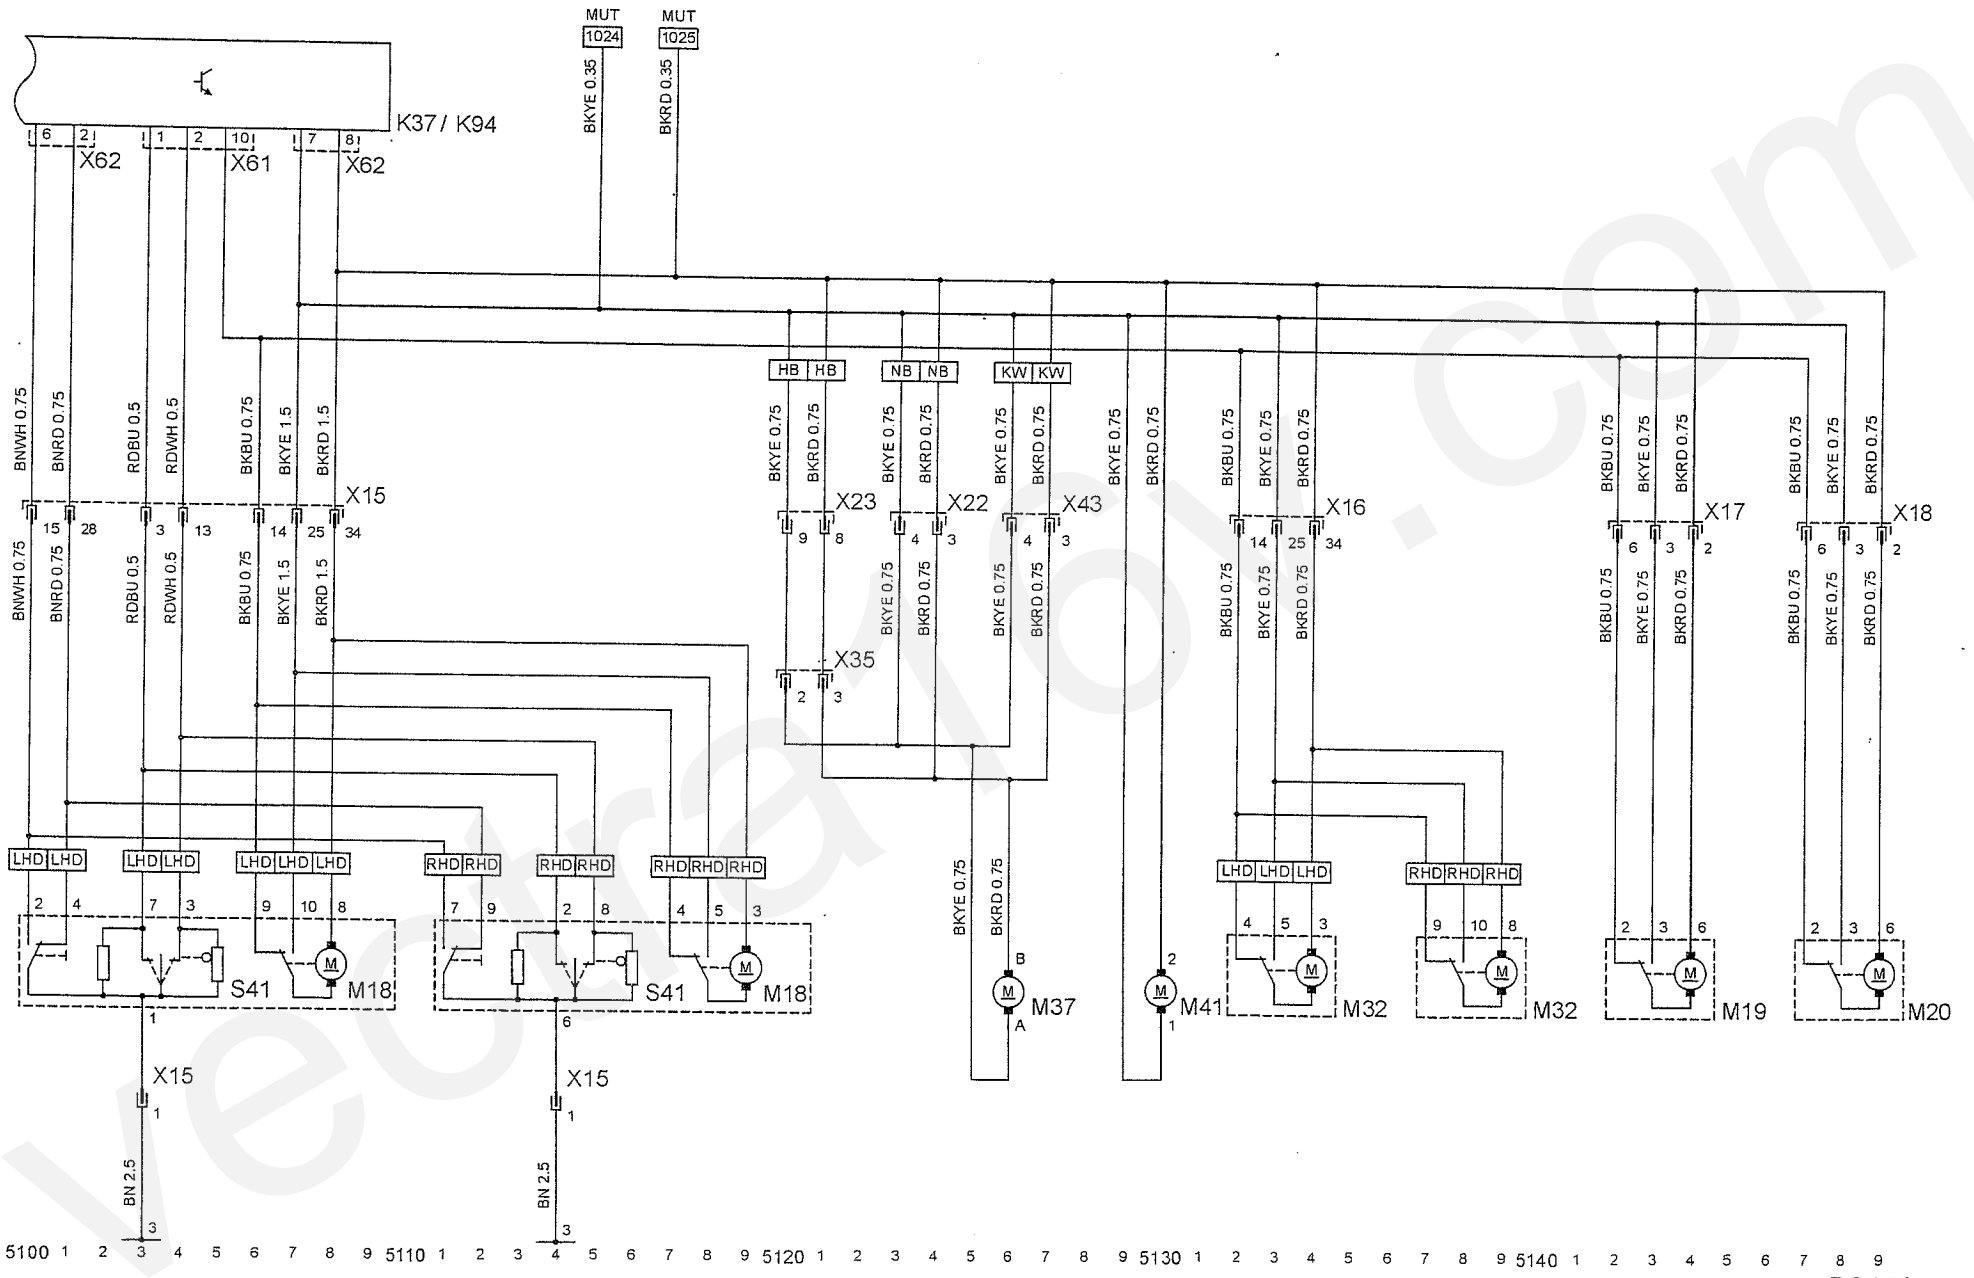 MUT MUT
1024 1025
BKYE 0.35 BKRD 0.35
K37 / K94
6 2 1 2 10 7 8
X62 X61 X62
HB HB NB NB KW KW
BNWH 0.75 BNRD 0.75 RDBU 0.5 RDWH 0.5 BKBU 0.75 BKYE 1.5 BKRD 1.5
BKYE 0.75 BKRD 0.75 BKYE 0.75 BKRD 0.75 BKYE 0.75 BKRD 0.75 BKYE 0.75 BKRD 0.75 BKBU 0.75 BKYE 0.75 BKRD 0.75 BKBU 0.75 BKYE 0.75 BKRD 0.75 BKBU 0.75 BKYE 0.75 BKRD 0.75
X15 X23 X22 X43 X16 X17 X18
15 28 3 13 14 25 34 9 8 4 3 4 3 14 25 34 6 3 2 6 3 2
BNWH 0.75 BNRD 0.75 RDBU 0.5 RDWH 0.5 BKBU 0.75 BKYE 1.5 BKRD 1.5
BKYE 0.75 BKRD 0.75 BKYE 0.75 BKRD 0.75 BKBU 0.75 BKYE 0.75 BKRD 0.75 BKBU 0.75 BKYE 0.75 BKRD 0.75 BKBU 0.75 BKYE 0.75 BKRD 0.75
X35
2 3
LHD LHD LHD LHD LHD LHD LHD RHD RHD RHD RHD RHD RHD RHD
LHD LHD LHD RHD RHD RHD
BKYE 0.75 BKRD 0.75
2 4 7 3 9 10 8 7 9 2 8 4 5 3
4 5 3 9 10 8 2 3 6 2 3 6
B 2
M M M M M M M M
S41 M18 S41 M18 M37 M41 M32 M32 M19 M20
1 6 A 1
X15 X15
1 1
BN 2.5 BN 2.5
3 3
5100 1 2 3 4 5 6 7 8 9 5110 1 2 3 4 5 6 7 8 9 5120 1 2 3 4 5 6 7 8 9 5130 1 2 3 4 5 6 7 8 9 5140 1 2 3 4 5 6 7 8 9
vectra16v.com